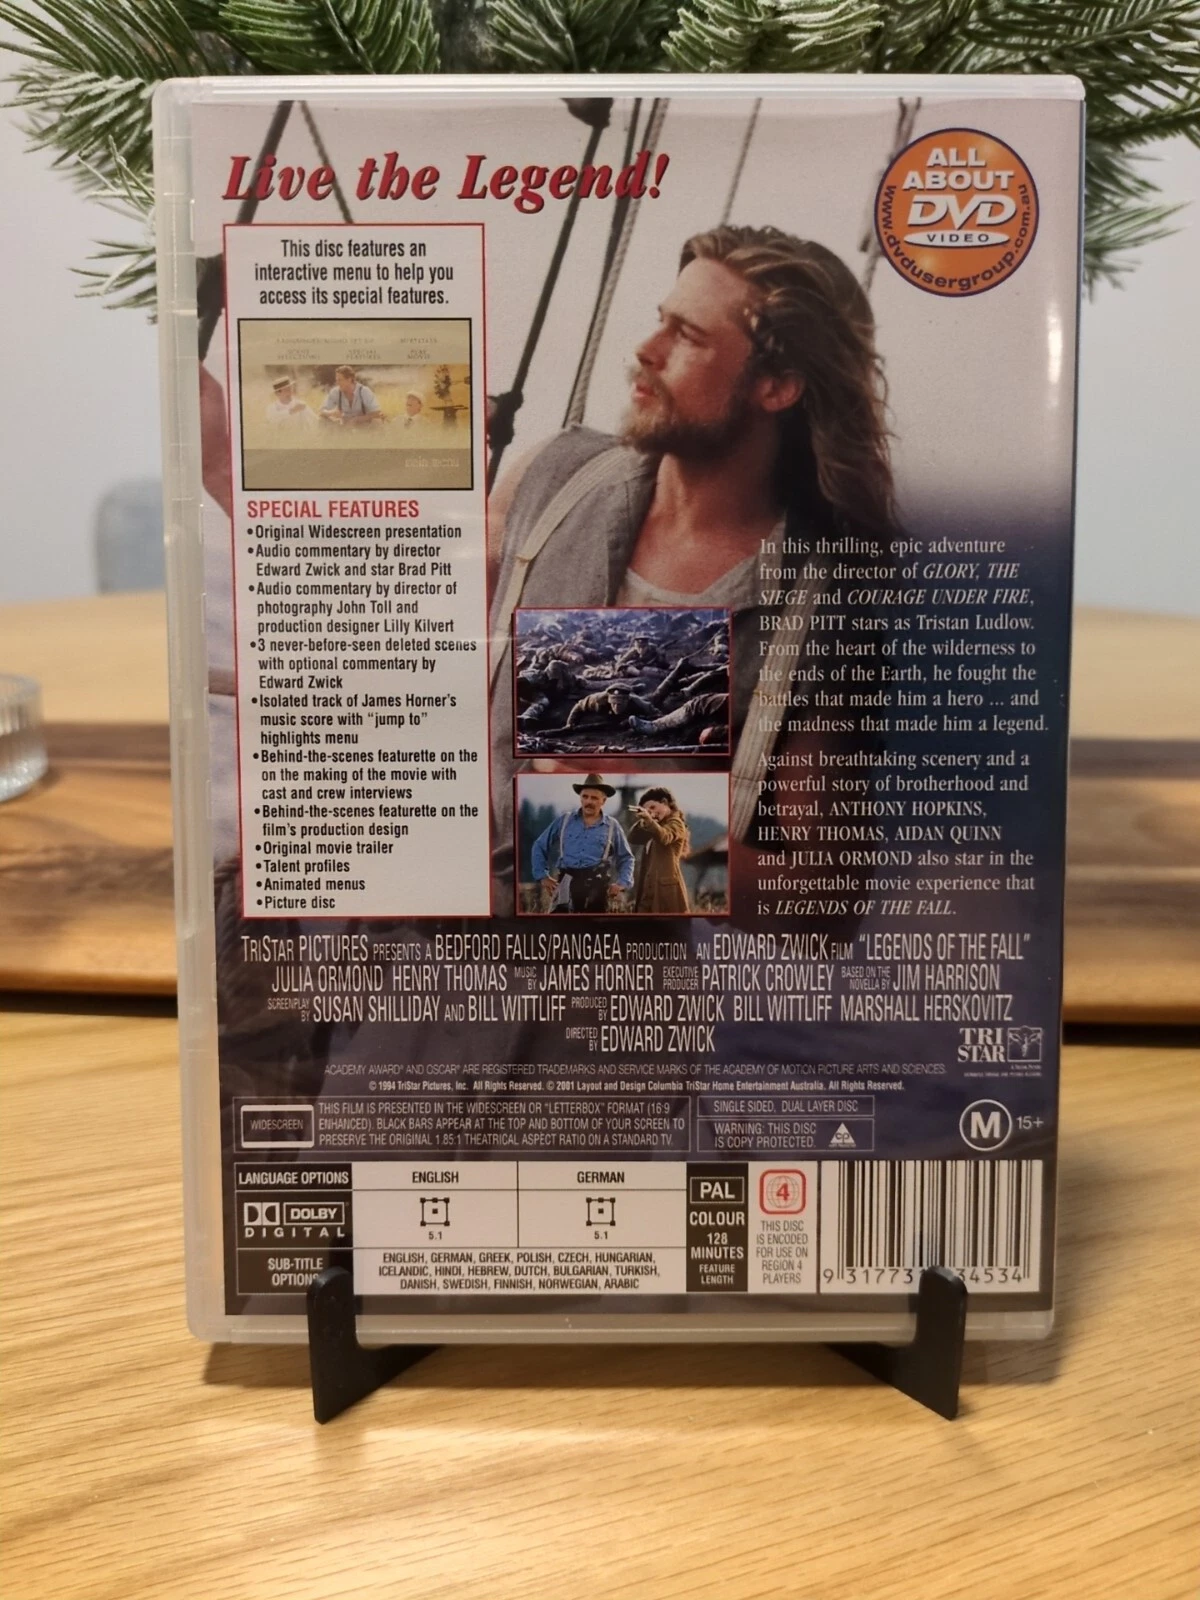 Live the Legend!
ALL
ABOUT
DVD
VIDEO
www.dvdusergroup.com.au
This disc features an
interactive menu to help you
access its special features.
SPECIAL FEATURES
•Original Widescreen presentation
•Audio commentary by director
Edward Zwick and star Brad Pitt
•Audio commentary by director of
photography John Toll and
production designer Lilly Kilvert
•3 never-before-seen deleted scenes
with optional commentary by
Edward Zwick
•Isolated track of James Horner's
music score with "jump to"
highlights menu
•Behind-the-scenes featurette on the
on the making of the movie with
cast and crew interviews
•Behind-the-scenes featurette on the
film's production design
•Original movie trailer
•Talent profiles
•Animated menus
•Picture disc
In this thrilling, epic adventure
from the director of GLORY, THE
SIEGE and COURAGE UNDER FIRE,
BRAD PITT stars as Tristan Ludlow.
From the heart of the wilderness to
the ends of the Earth, he fought the
battles that made him a hero ... and
the madness that made him a legend.
Against breathtaking scenery and a
powerful story of brotherhood and
betrayal, ANTHONY HOPKINS,
HENRY THOMAS, AIDAN QUINN
and JULIA ORMOND also star in the
unforgettable movie experience that
is LEGENDS OF THE FALL.
TRISTAR PICTURES PRESENTS A BEDFORD FALLS/PANGAEA PRODUCTION AN EDWARD ZWICK FILM "LEGENDS OF THE FALL"
JULIA ORMOND HENRY THOMAS MUSIC BY JAMES HORNER EXECUTIVE PRODUCER PATRICK CROWLEY BASED ON THE NOVELLA BY JIM HARRISON
SCREENPLAY BY SUSAN SHILLIDAY AND BILL WITTLIFF PRODUCED BY EDWARD ZWICK BILL WITTLIFF MARSHALL HERSKOVITZ
DIRECTED BY EDWARD ZWICK
TRI
STAR
ACADEMY AWARD® AND OSCAR® ARE REGISTERED TRADEMARKS AND SERVICE MARKS OF THE ACADEMY OF MOTION PICTURE ARTS AND SCIENCES.
© 1994 TriStar Pictures, Inc. All Rights Reserved. © 2001 Layout and Design Columbia TriStar Home Entertainment Australia. All Rights Reserved.
WIDESCREEN
THIS FILM IS PRESENTED IN THE WIDESCREEN OR "LETTERBOX" FORMAT (16:9
ENHANCED). BLACK BARS APPEAR AT THE TOP AND BOTTOM OF YOUR SCREEN TO
PRESERVE THE ORIGINAL 1.85:1 THEATRICAL ASPECT RATIO ON A STANDARD TV.
SINGLE SIDED, DUAL LAYER DISC
WARNING: THIS DISC
IS COPY PROTECTED.
M 15+
LANGUAGE OPTIONS
ENGLISH
GERMAN
DOLBY
DIGITAL
5.1
5.1
SUB-TITLE
OPTIONS
ENGLISH, GERMAN, GREEK, POLISH, CZECH, HUNGARIAN,
ICELANDIC, HINDI, HEBREW, DUTCH, BULGARIAN, TURKISH,
DANISH, SWEDISH, FINNISH, NORWEGIAN, ARABIC
PAL
COLOUR
128
MINUTES
FEATURE
LENGTH
4
THIS DISC
IS ENCODED
FOR USE ON
REGION 4
PLAYERS
9 31773 34534